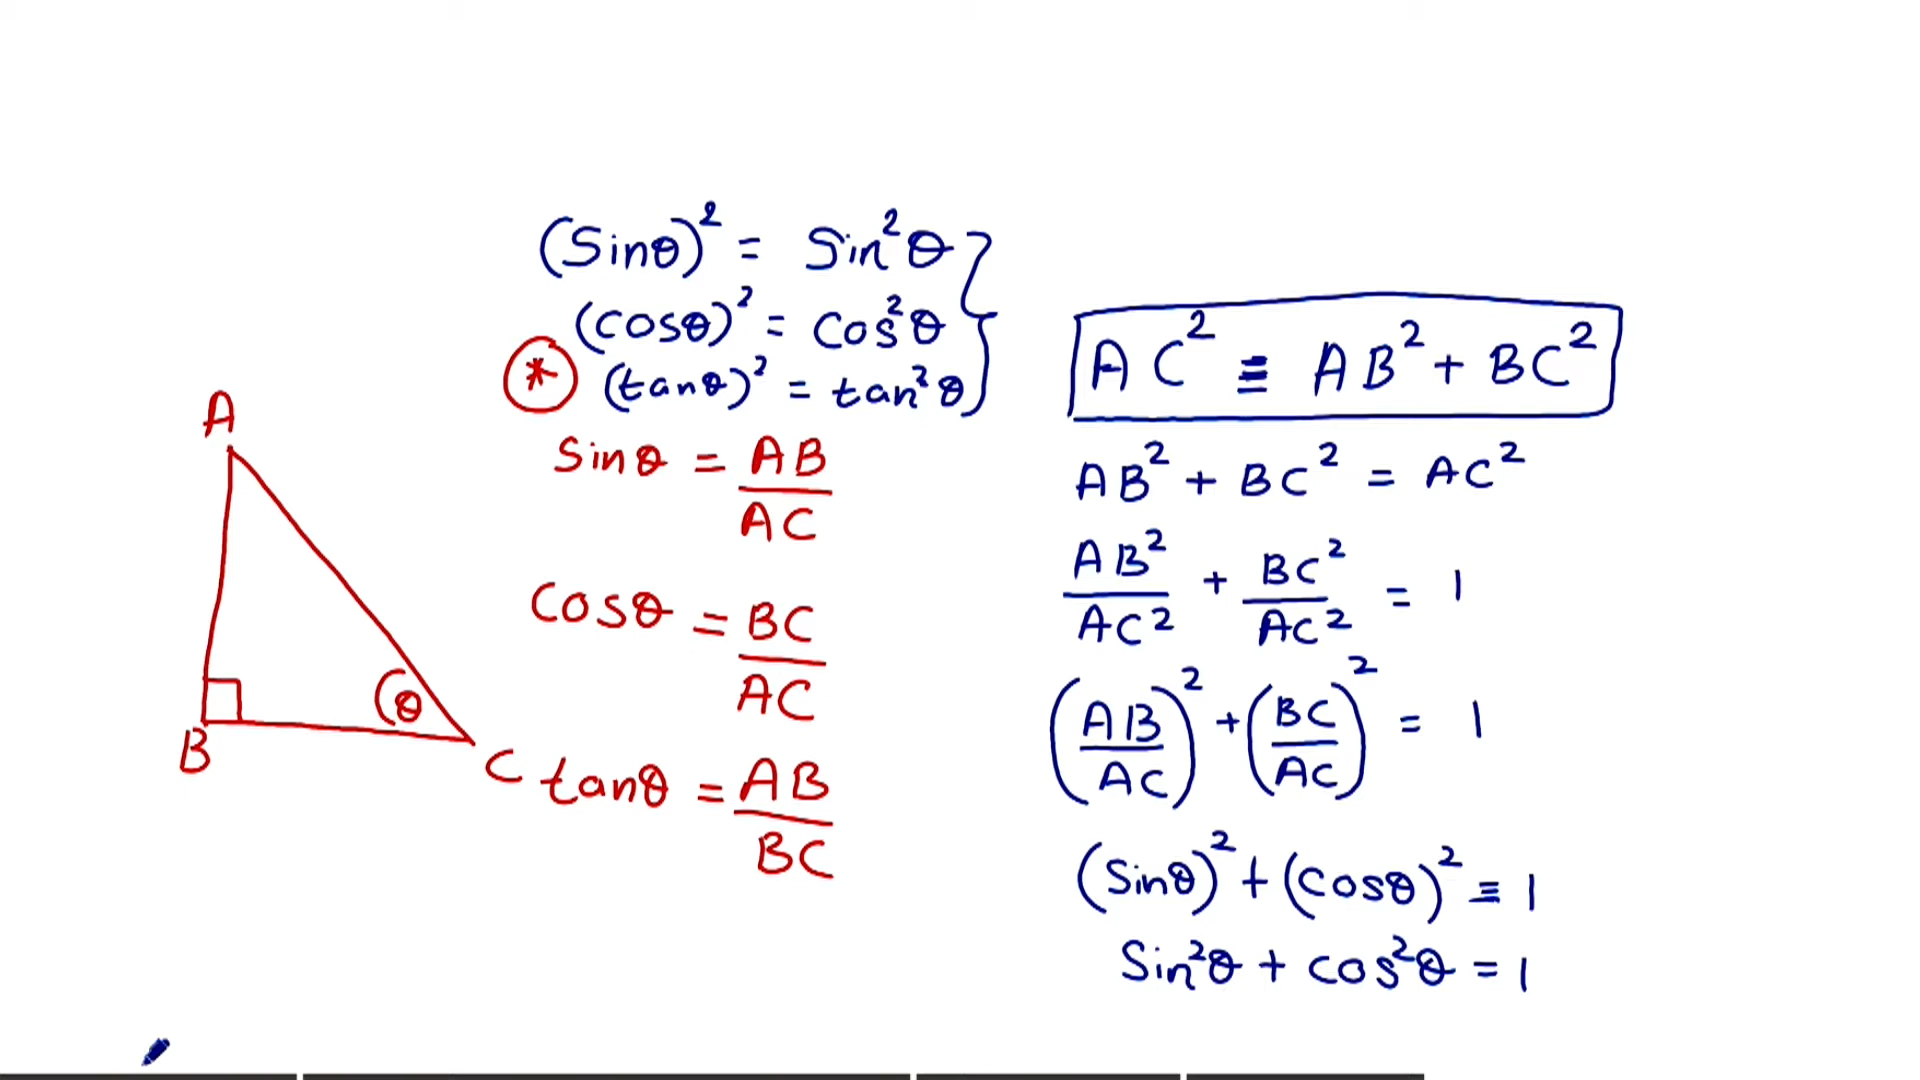 (Sinθ)² = Sin²θ
(cosθ)² = Cos²θ
* (tanθ)² = tan²θ
A
B
C
θ
Sinθ = AB/AC
Cosθ = BC/AC
tanθ = AB/BC
AC² ≡ AB² + BC²
AB² + BC² = AC²
AB²/AC² + BC²/AC² = 1
(AB/AC)² + (BC/AC)² = 1
(Sinθ)² + (cosθ)² = 1
Sin²θ + cos²θ = 1